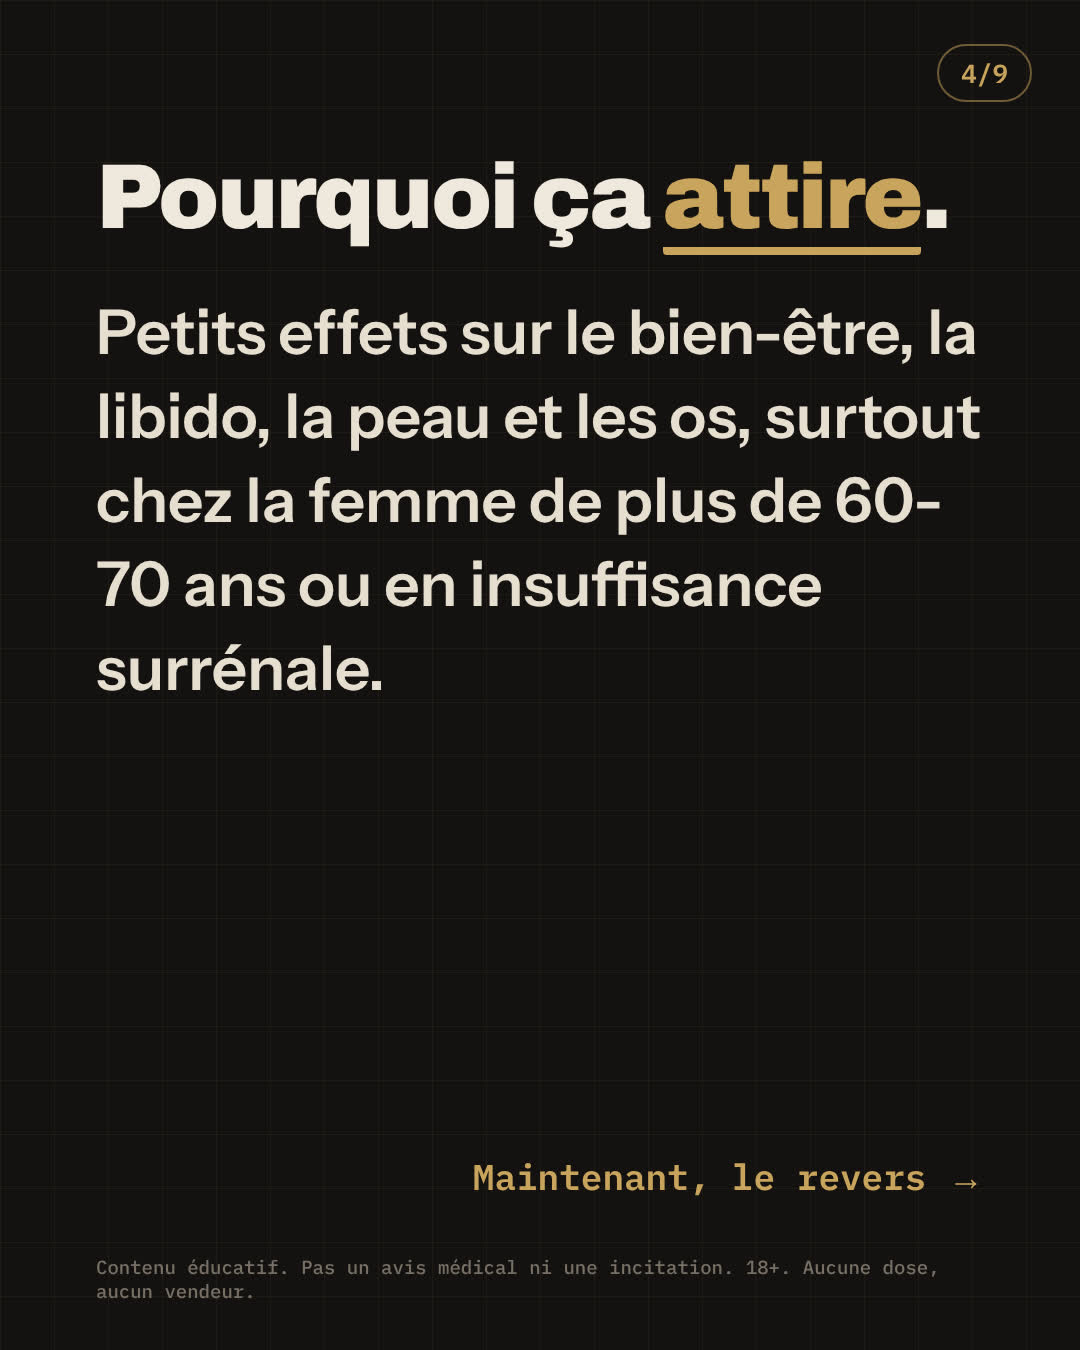 4/9
Pourquoi ça attire.
Petits effets sur le bien-être, la
libido, la peau et les os, surtout
chez la femme de plus de 60-
70 ans ou en insuffisance
surrénale.
Maintenant, le revers →
Contenu éducatif. Pas un avis médical ni une incitation. 18+. Aucune dose,
aucun vendeur.